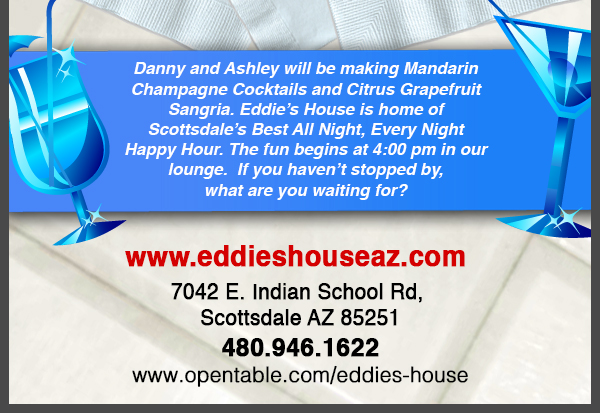 Danny and Ashley will be making Mandarin
Champagne Cocktails and Citrus Grapefruit
Sangria. Eddie's House is home of
Scottsdale's Best All Night, Every Night
Happy Hour. The fun begins at 4:00 pm in our
lounge.  If you haven't stopped by,
what are you waiting for?
www.eddieshouseaz.com
7042 E. Indian School Rd,
Scottsdale AZ 85251
480.946.1622
www.opentable.com/eddies-house